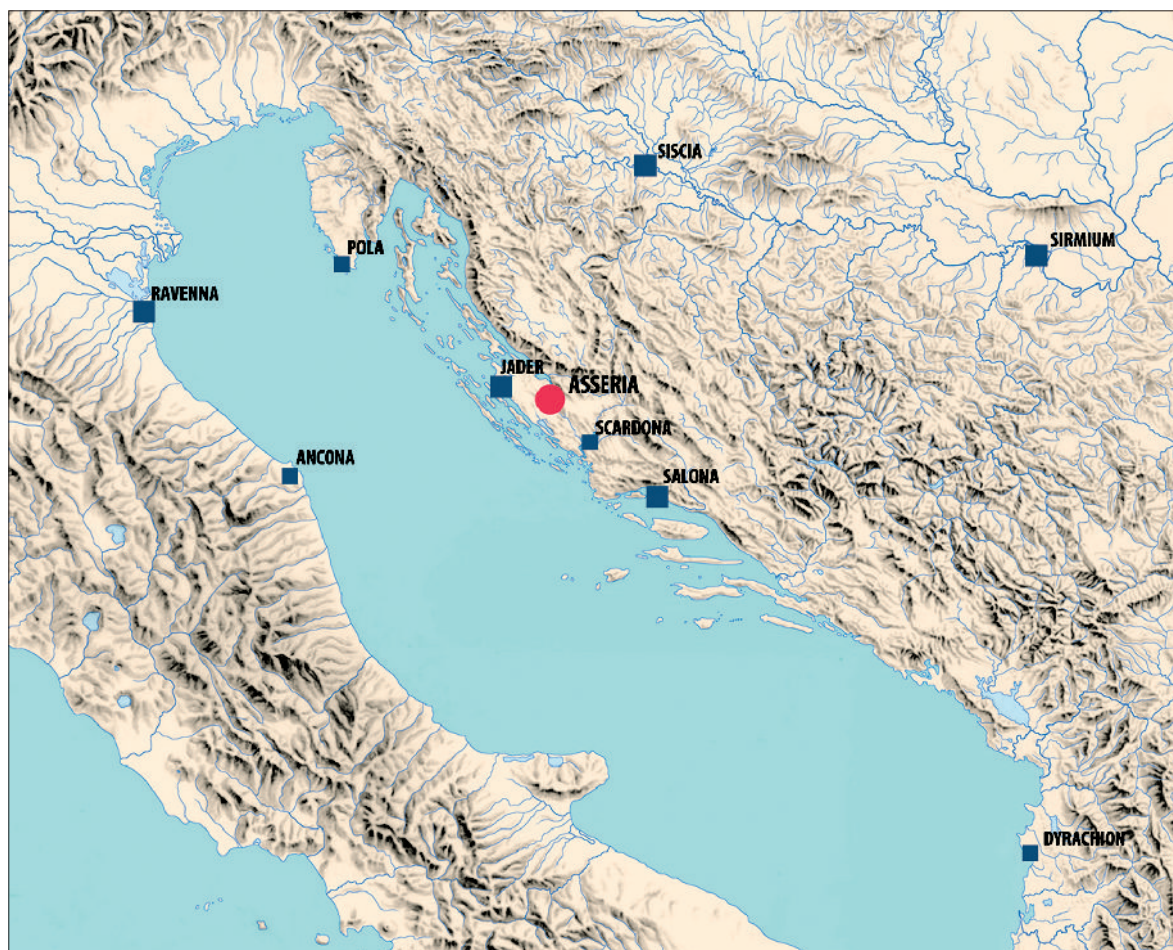 SISCIA
SIRMIUM
POLA
RAVENNA
JADER
ASSERIA
SCARDONA
ANCONA
SALONA
DYRACHION